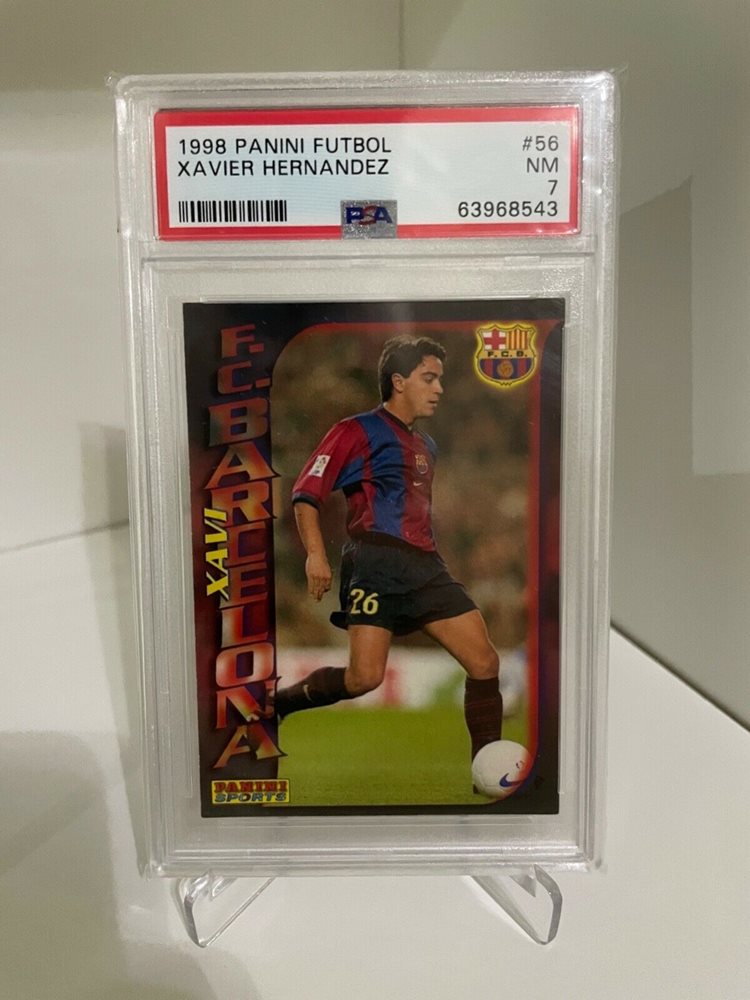 1998 PANINI FUTBOL #56
XAVIER HERNANDEZ NM
7
PSA 63968543
F.C. BARCELONA
XAVI
F.C.B.
26
PANINI
SPORTS